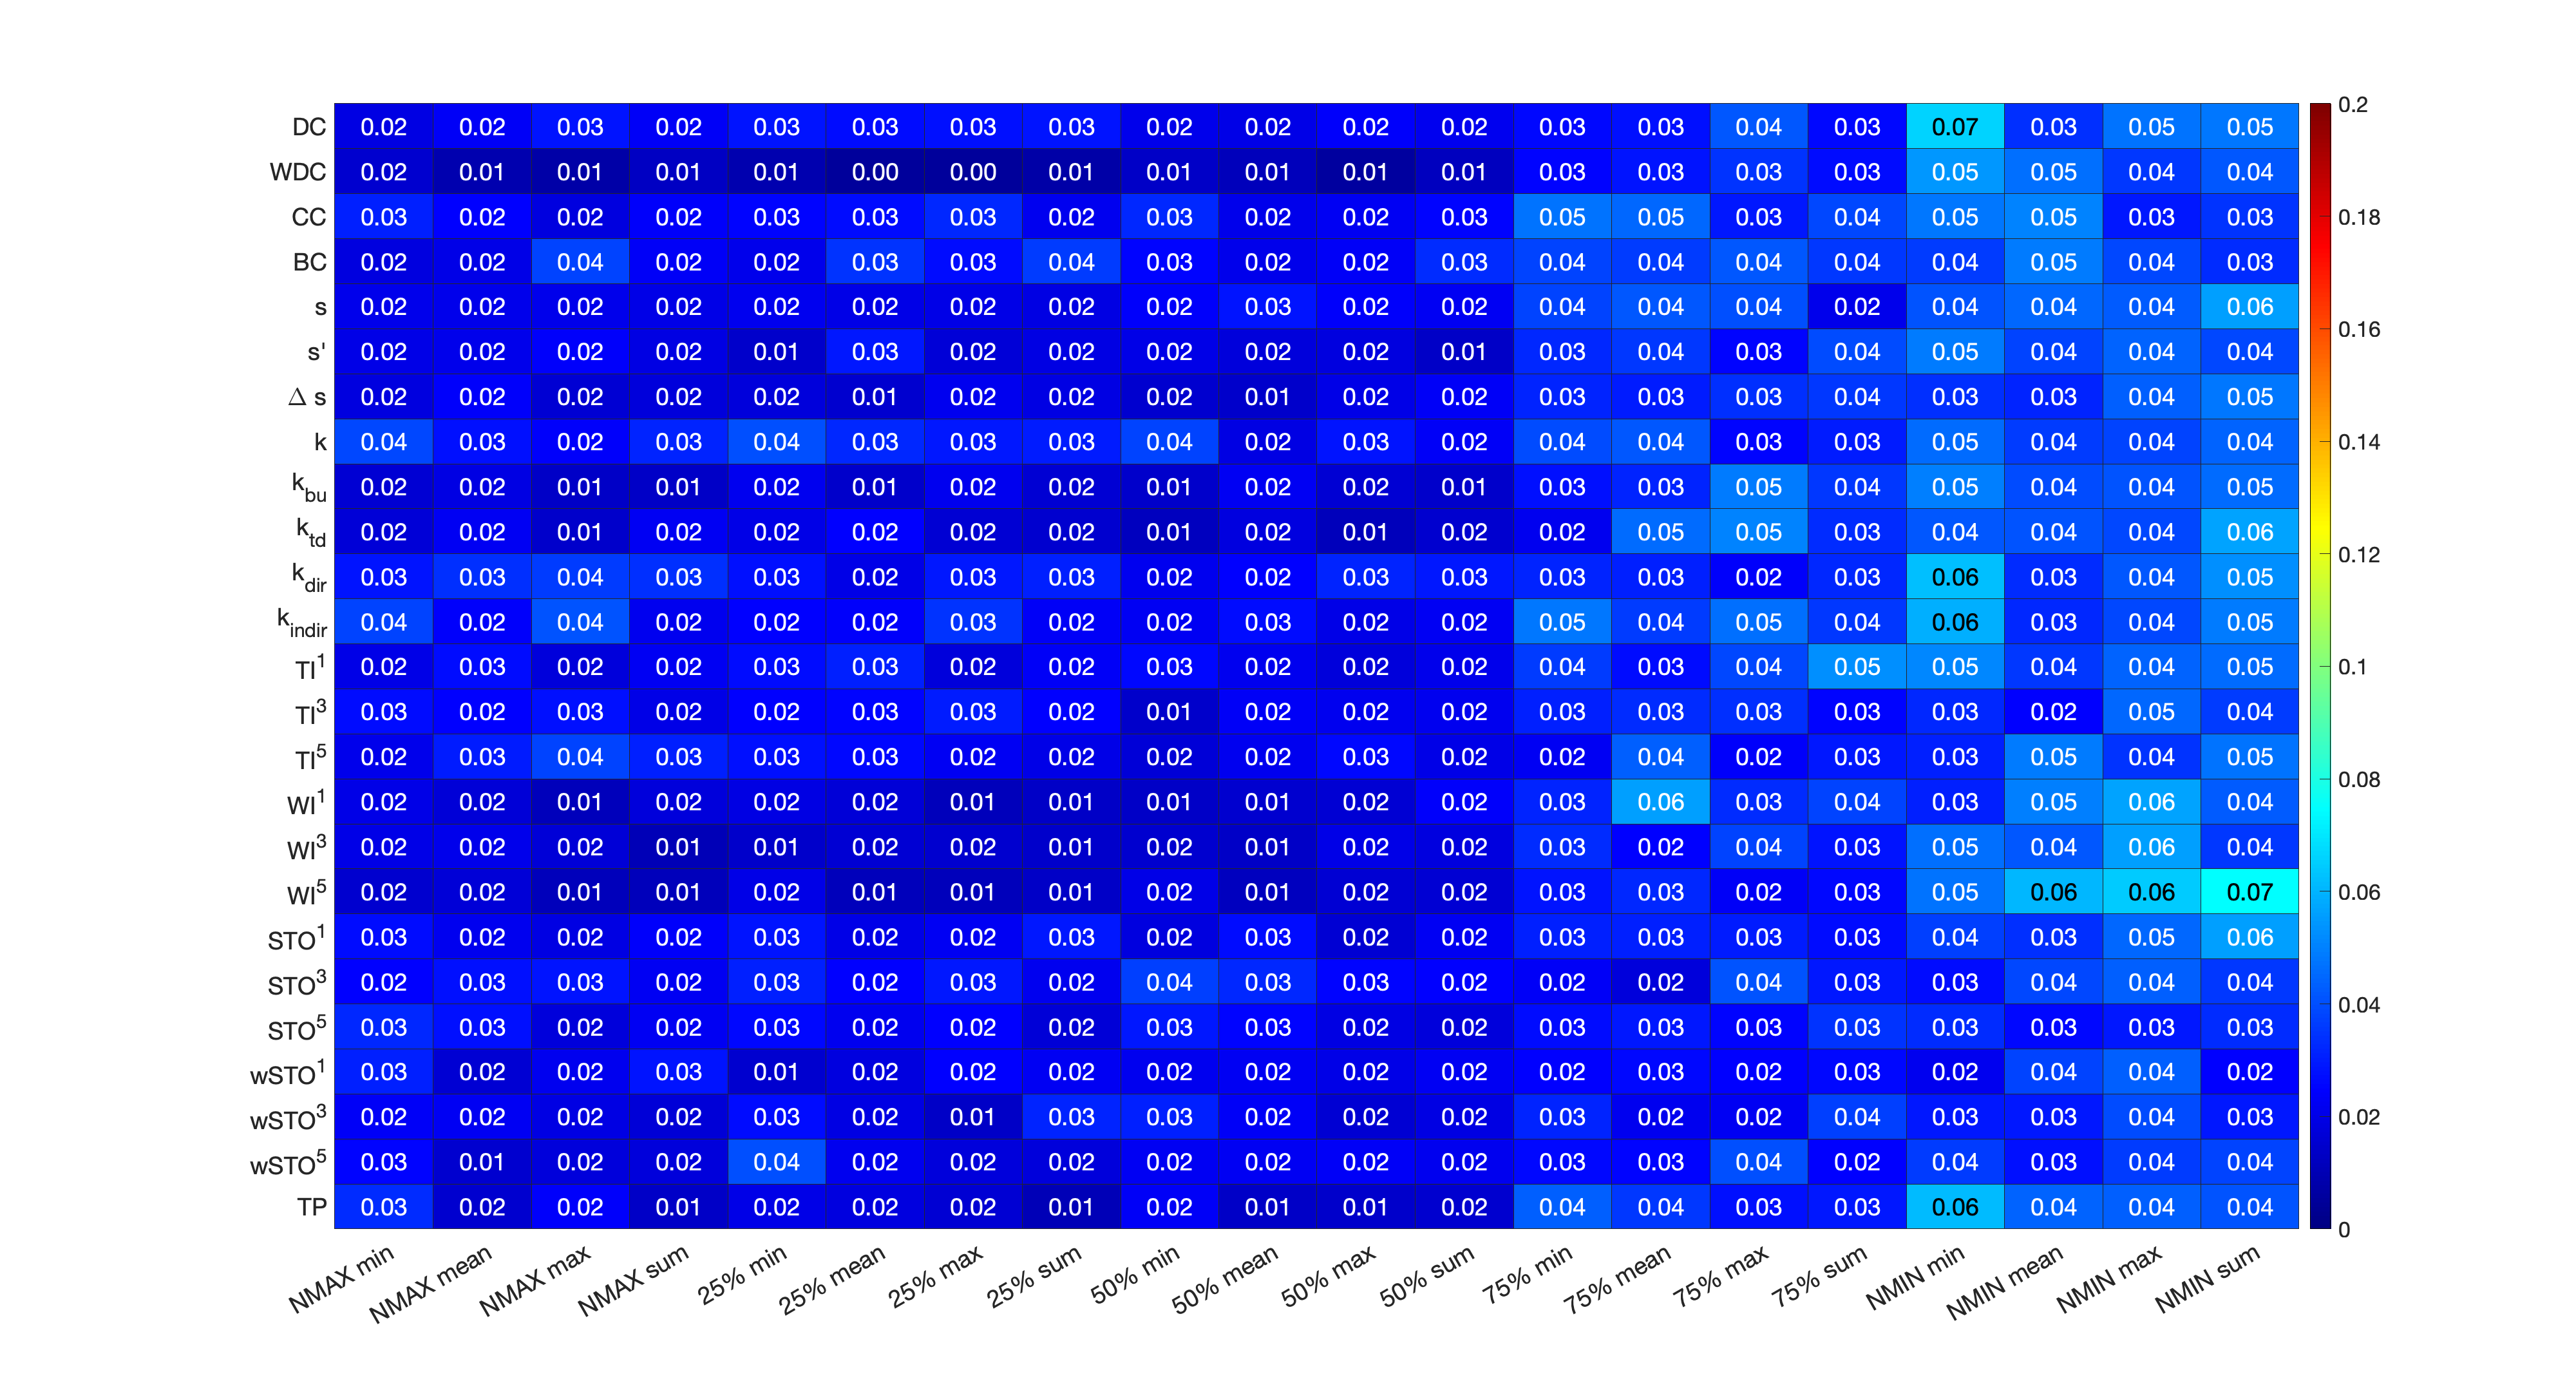 DC 0.02 0.02 0.03 0.02 0.03 0.03 0.03 0.03 0.02 0.02 0.02 0.02 0.03 0.03 0.04 0.03 0.07 0.03 0.05 0.05
WDC 0.02 0.01 0.01 0.01 0.01 0.00 0.00 0.01 0.01 0.01 0.01 0.01 0.03 0.03 0.03 0.03 0.05 0.05 0.04 0.04
CC 0.03 0.02 0.02 0.02 0.03 0.03 0.03 0.02 0.03 0.02 0.02 0.03 0.05 0.05 0.03 0.04 0.05 0.05 0.03 0.03
BC 0.02 0.02 0.04 0.02 0.02 0.03 0.03 0.04 0.03 0.02 0.02 0.03 0.04 0.04 0.04 0.04 0.04 0.05 0.04 0.03
s 0.02 0.02 0.02 0.02 0.02 0.02 0.02 0.02 0.02 0.03 0.02 0.02 0.04 0.04 0.04 0.02 0.04 0.04 0.04 0.06
s' 0.02 0.02 0.02 0.02 0.01 0.03 0.02 0.02 0.02 0.02 0.02 0.01 0.03 0.04 0.03 0.04 0.05 0.04 0.04 0.04
Δ s 0.02 0.02 0.02 0.02 0.02 0.01 0.02 0.02 0.02 0.01 0.02 0.02 0.03 0.03 0.03 0.04 0.03 0.03 0.04 0.05
k 0.04 0.03 0.02 0.03 0.04 0.03 0.03 0.03 0.04 0.02 0.03 0.02 0.04 0.04 0.03 0.03 0.05 0.04 0.04 0.04
k_bu 0.02 0.02 0.01 0.01 0.02 0.01 0.02 0.02 0.01 0.02 0.02 0.01 0.03 0.03 0.05 0.04 0.05 0.04 0.04 0.05
k_td 0.02 0.02 0.01 0.02 0.02 0.02 0.02 0.02 0.01 0.02 0.01 0.02 0.02 0.05 0.05 0.03 0.04 0.04 0.04 0.06
k_dir 0.03 0.03 0.04 0.03 0.03 0.02 0.03 0.03 0.02 0.02 0.03 0.03 0.03 0.03 0.02 0.03 0.06 0.03 0.04 0.05
k_indir 0.04 0.02 0.04 0.02 0.02 0.02 0.03 0.02 0.02 0.03 0.02 0.02 0.05 0.04 0.05 0.04 0.06 0.03 0.04 0.05
TI^1 0.02 0.03 0.02 0.02 0.03 0.03 0.02 0.02 0.03 0.02 0.02 0.02 0.04 0.03 0.04 0.05 0.05 0.04 0.04 0.05
TI^3 0.03 0.02 0.03 0.02 0.02 0.03 0.03 0.02 0.01 0.02 0.02 0.02 0.03 0.03 0.03 0.03 0.03 0.02 0.05 0.04
TI^5 0.02 0.03 0.04 0.03 0.03 0.03 0.02 0.02 0.02 0.02 0.03 0.02 0.02 0.04 0.02 0.03 0.03 0.05 0.04 0.05
WI^1 0.02 0.02 0.01 0.02 0.02 0.02 0.01 0.01 0.01 0.01 0.02 0.02 0.03 0.06 0.03 0.04 0.03 0.05 0.06 0.04
WI^3 0.02 0.02 0.02 0.01 0.01 0.02 0.02 0.01 0.02 0.01 0.02 0.02 0.03 0.02 0.04 0.03 0.05 0.04 0.06 0.04
WI^5 0.02 0.02 0.01 0.01 0.02 0.01 0.01 0.01 0.02 0.01 0.02 0.02 0.03 0.03 0.02 0.03 0.05 0.06 0.06 0.07
STO^1 0.03 0.02 0.02 0.02 0.03 0.02 0.02 0.03 0.02 0.03 0.02 0.02 0.03 0.03 0.03 0.03 0.04 0.03 0.05 0.06
STO^3 0.02 0.03 0.03 0.02 0.03 0.02 0.03 0.02 0.04 0.03 0.03 0.02 0.02 0.02 0.04 0.03 0.03 0.04 0.04 0.04
STO^5 0.03 0.03 0.02 0.02 0.03 0.02 0.02 0.02 0.03 0.03 0.02 0.02 0.03 0.03 0.03 0.03 0.03 0.03 0.03 0.03
wSTO^1 0.03 0.02 0.02 0.03 0.01 0.02 0.02 0.02 0.02 0.02 0.02 0.02 0.02 0.03 0.02 0.03 0.02 0.04 0.04 0.02
wSTO^3 0.02 0.02 0.02 0.02 0.03 0.02 0.01 0.03 0.03 0.02 0.02 0.02 0.03 0.02 0.02 0.04 0.03 0.03 0.04 0.03
wSTO^5 0.03 0.01 0.02 0.02 0.04 0.02 0.02 0.02 0.02 0.02 0.02 0.02 0.03 0.03 0.04 0.02 0.04 0.03 0.04 0.04
TP 0.03 0.02 0.02 0.01 0.02 0.02 0.02 0.01 0.02 0.01 0.01 0.02 0.04 0.04 0.03 0.03 0.06 0.04 0.04 0.04
NMAX min NMAX mean NMAX max NMAX sum 25% min 25% mean 25% max 25% sum 50% min 50% mean 50% max 50% sum 75% min 75% mean 75% max 75% sum NMIN min NMIN mean NMIN max NMIN sum
0.2
0.18
0.16
0.14
0.12
0.1
0.08
0.06
0.04
0.02
0